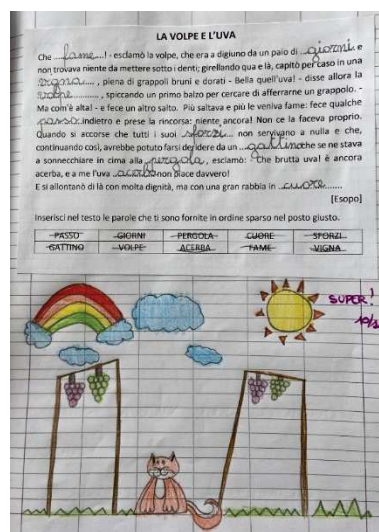 LA VOLPE E L'UVA
Che ....fame....! - esclamò la volpe, che era a digiuno da un paio di ...giorni. e
non trovava niente da mettere sotto i denti; girellando qua e là, capitò per caso in una
..vigna...., piena di grappoli bruni e dorati - Bella quell'uva! - disse allora la
..volpe..............., spiccando un primo balzo per cercare di afferrarne un grappolo. -
Ma com'è alta! - e fece un altro salto. Più saltava e più le veniva fame: fece qualche
..passo..indietro e prese la rincorsa: niente ancora! Non ce la faceva proprio.
Quando si accorse che tutti i suoi ..sforzi.... non servivano a nulla e che,
continuando così, avrebbe potuto farsi deridere da un ...gattino che se ne stava
a sonnecchiare in cima alla ..pergola.., esclamò: "Che brutta uva! è ancora
acerba, e a me l'uva ..acerba non piace davvero!
E si allontanò di là con molta dignità, ma con una gran rabbia in ..cuore.......
[Esopo]
Inserisci nel testo le parole che ti sono fornite in ordine sparso nel posto giusto.
PASSO GIORNI PERGOLA CUORE SFORZI
GATTINO VOLPE ACERBA FAME VIGNA
SUPER!
10/10